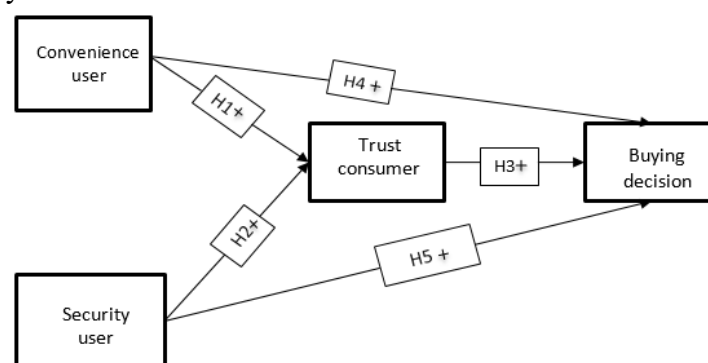 Convenience
user
H4 +
H1+
Trust
consumer
H3+
Buying
decision
H2+
H5 +
Security
user